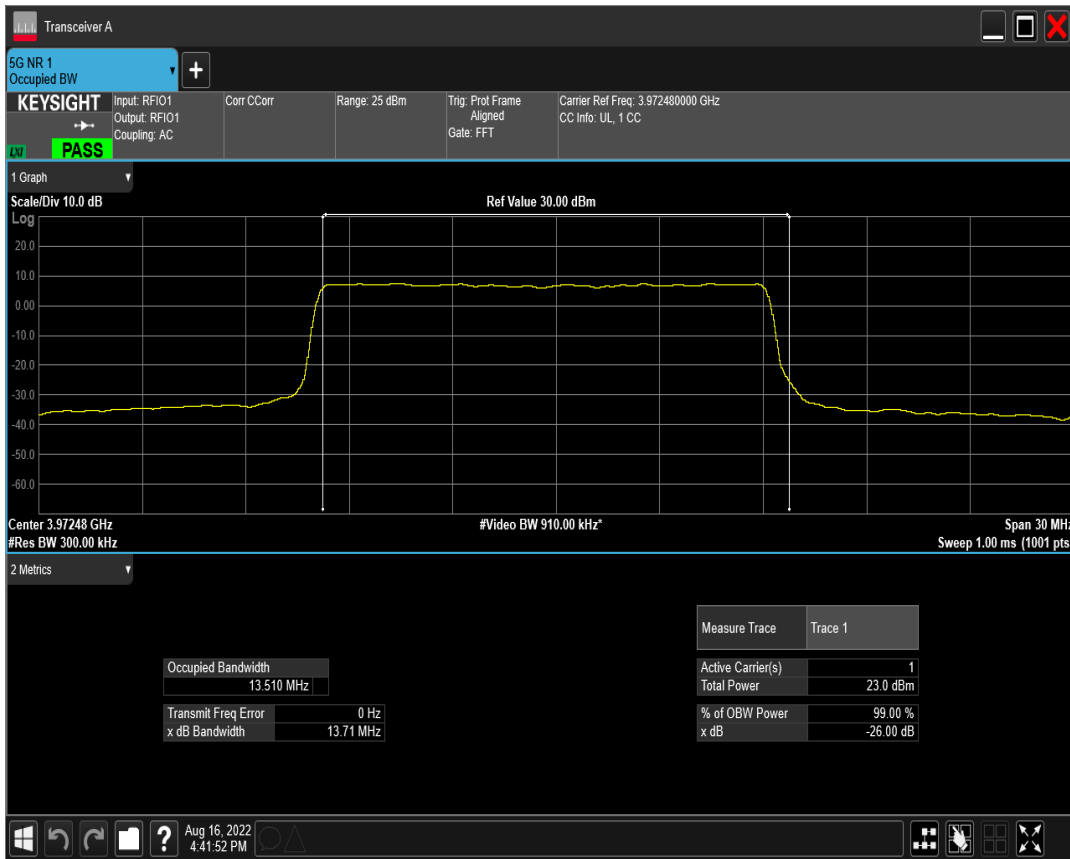 Transceiver A
5G NR 1
Occupied BW
KEYSIGHT
LXI
PASS
Input: RFIO1
Output: RFIO1
Coupling: AC
Corr CCorr
Range: 25 dBm
Trig: Prot Frame
Aligned
Gate: FFT
Carrier Ref Freq: 3.972480000 GHz
CC Info: UL, 1 CC
1 Graph
Scale/Div 10.0 dB
Ref Value 30.00 dBm
Log
20.0
10.0
0.00
-10.0
-20.0
-30.0
-40.0
-50.0
-60.0
Center 3.97248 GHz
#Video BW 910.00 kHz*
Span 30 MHz
#Res BW 300.00 kHz
Sweep 1.00 ms (1001 pts
2 Metrics
Measure Trace Trace 1
Occupied Bandwidth
13.510 MHz
Active Carrier(s) 1
Total Power 23.0 dBm
Transmit Freq Error 0 Hz
x dB Bandwidth 13.71 MHz
% of OBW Power 99.00 %
x dB -26.00 dB
?
Aug 16, 2022
4:41:52 PM